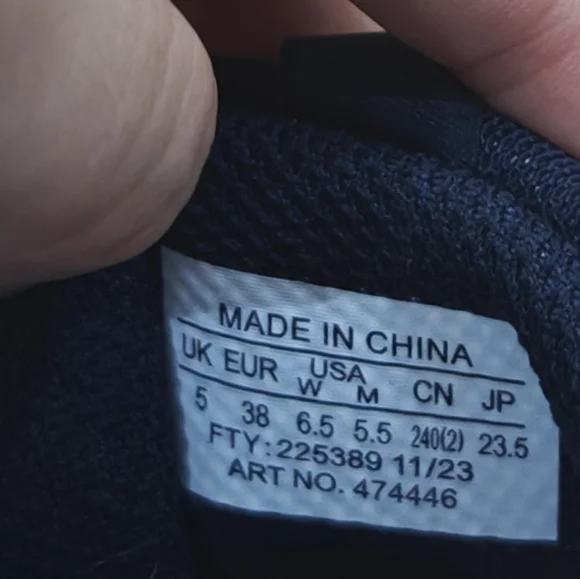 MADE IN CHINA
UK EUR USA CN JP
W M
5 38 6.5 5.5 240(2) 23.5
FTY: 225389 11/23
ART NO. 474446